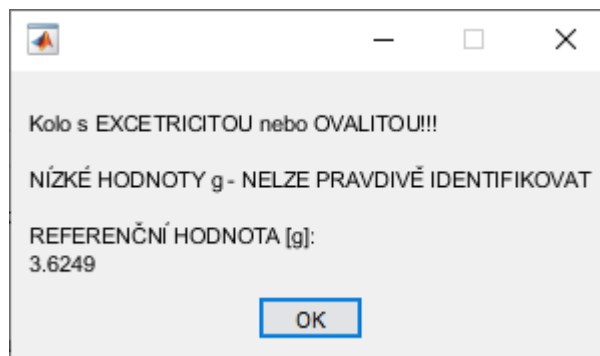 Kolo s EXCETRICITOU nebo OVALITOU!!!
NÍZKÉ HODNOTY g - NELZE PRAVDIVĚ IDENTIFIKOVAT
REFERENČNÍ HODNOTA [g]:
3.6249
OK